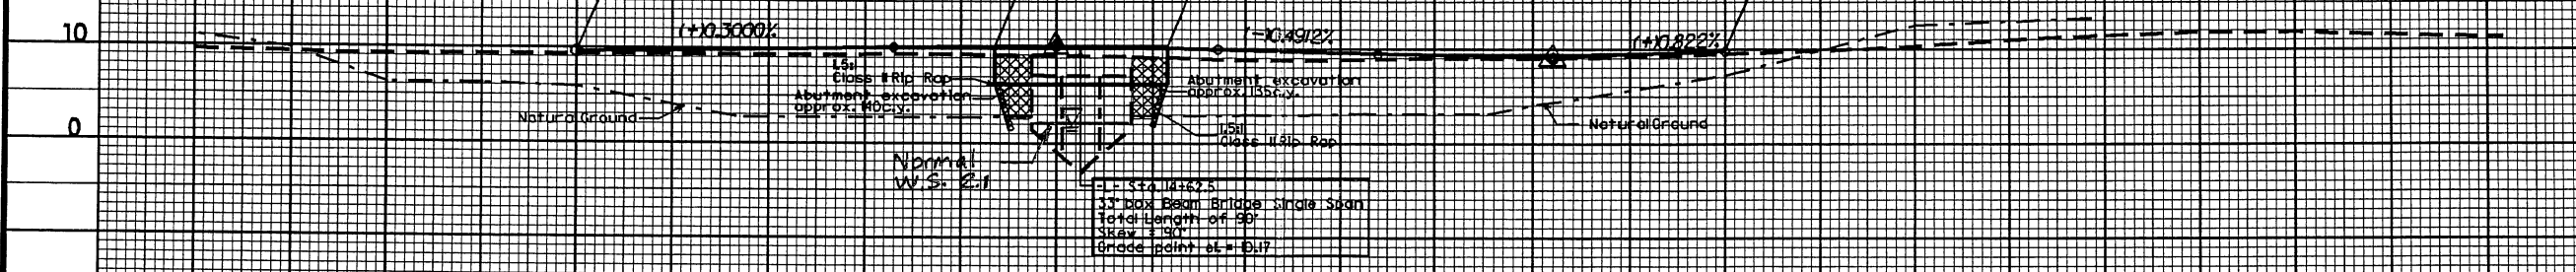 10
(+)0.3000%
(-)0.4912%
(+)0.822%
1.5:1
Class II Rip Rap
Abutment excavation
approx. 140c.y.
Abutment excavation
approx. 135c.y.
Natural Ground
0
1.5:1
Class II Rip Rap
Natural Ground
Normal
W.S. 2.1
-L- Sta. 14+62.5
33" box Beam Bridge Single Span
Total Length of 90'
Skew = 90°
Grade point eL = 10.17